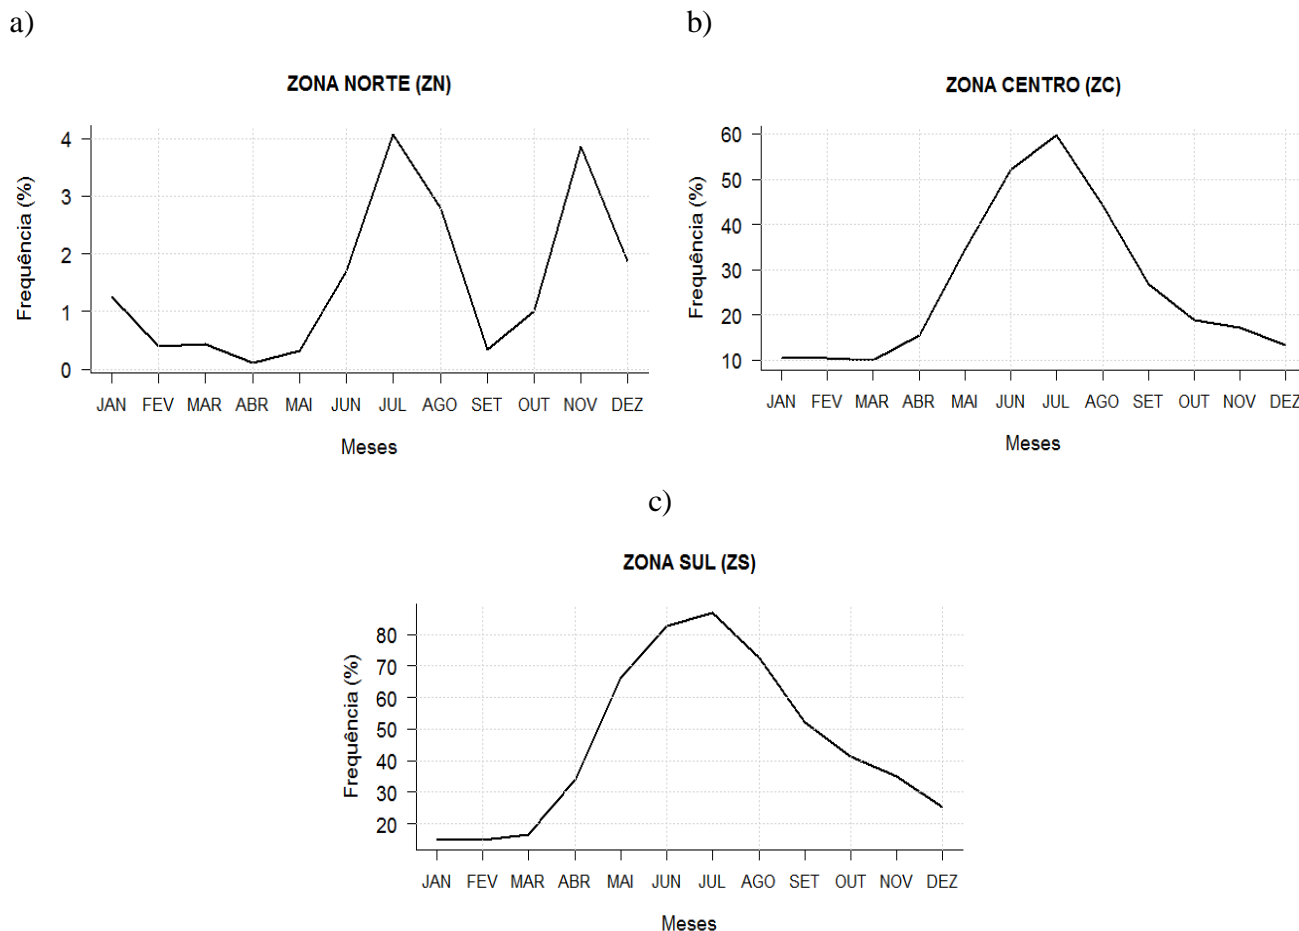 a)
ZONA NORTE (ZN)
Frequência (%)
4
3
2
1
0
JAN FEV MAR ABR MAI JUN JUL AGO SET OUT NOV DEZ
Meses
b)
ZONA CENTRO (ZC)
Frequência (%)
60
50
40
30
20
10
JAN FEV MAR ABR MAI JUN JUL AGO SET OUT NOV DEZ
Meses
c)
ZONA SUL (ZS)
Frequência (%)
80
70
60
50
40
30
20
JAN FEV MAR ABR MAI JUN JUL AGO SET OUT NOV DEZ
Meses